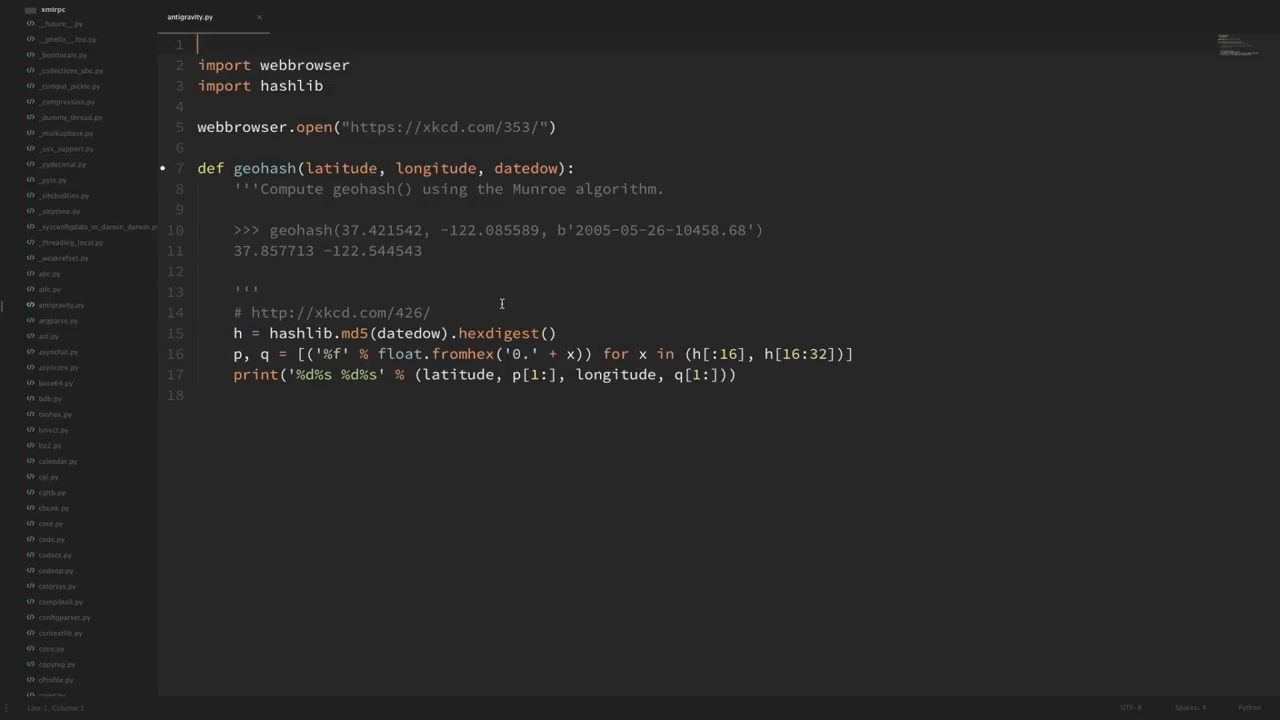 xmlrpc
__future__.py
__phello__.foo.py
_bootlocale.py
_collections_abc.py
_compat_pickle.py
_compression.py
_dummy_thread.py
_markupbase.py
_osx_support.py
_pydecimal.py
_pyio.py
_sitebuiltins.py
_strptime.py
_sysconfigdata_m_darwin_darwin.py
_threading_local.py
_weakrefset.py
abc.py
aifc.py
antigravity.py
argparse.py
ast.py
asynchat.py
asyncore.py
base64.py
bdb.py
binhex.py
bisect.py
bz2.py
calendar.py
cgi.py
cgitb.py
chunk.py
cmd.py
code.py
codecs.py
codeop.py
colorsys.py
compileall.py
configparser.py
contextlib.py
copy.py
copyreg.py
cProfile.py
antigravity.py ×
1
2 import webbrowser
3 import hashlib
4
5 webbrowser.open("https://xkcd.com/353/")
6
7 def geohash(latitude, longitude, datedow):
8 '''Compute geohash() using the Munroe algorithm.
9
10 >>> geohash(37.421542, -122.085589, b'2005-05-26-10458.68')
11 37.857713 -122.544543
12
13 '''
14 # http://xkcd.com/426/
15 h = hashlib.md5(datedow).hexdigest()
16 p, q = [('%f' % float.fromhex('0.' + x)) for x in (h[:16], h[16:32])]
17 print('%d%s %d%s' % (latitude, p[1:], longitude, q[1:]))
18
Line 1, Column 1
UTF-8
Spaces: 4
Python